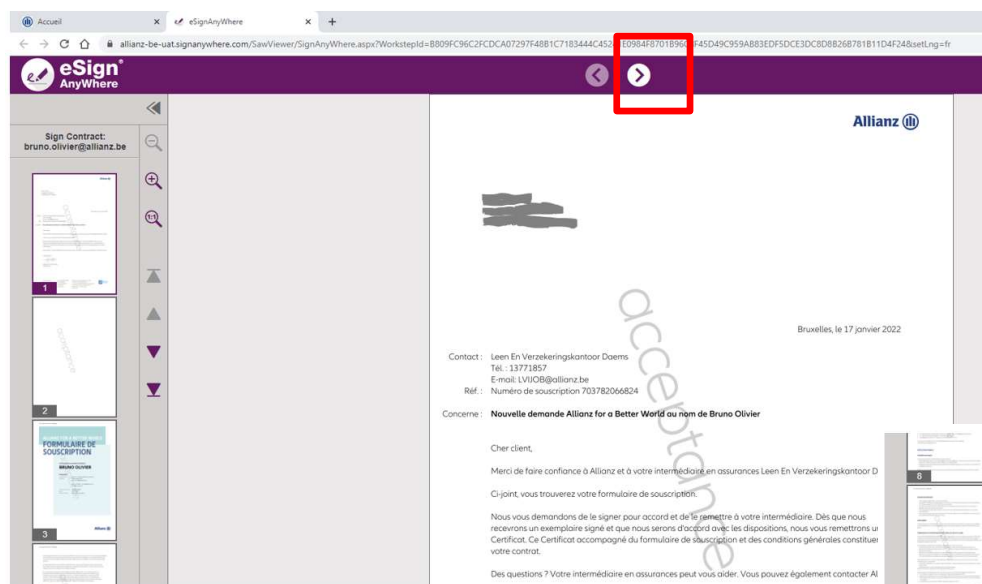 Accueil
eSignAnyWhere
allianz-be-uat.signanywhere.com/SawViewer/SignAnyWhere.aspx?WorkstepId=
setLng=fr
eSign®
AnyWhere
Sign Contract:
bruno.olivier@allianz.be
1:1
1
acceptance
2
FORMULAIRE DE
SOUSCRIPTION
BRUNO OLIVIER
Allianz
3
Allianz
acceptance
Bruxelles, le 17 janvier 2022
Contact : Leen En Verzekeringskantoor Daems
Tél. : 13771857
E-mail: LVIJOB@allianz.be
Réf. : Numéro de souscription 703782066824
Concerne : Nouvelle demande Allianz for a Better World au nom de Bruno Olivier
Cher client,
Merci de faire confiance à Allianz et à votre intermédiaire en assurances Leen En Verzekeringskantoor D
Ci-joint, vous trouverez votre formulaire de souscription.
Nous vous demandons de le signer pour accord et de le remettre à votre intermédiaire. Dès que nous
recevrons un exemplaire signé et que nous serons d'accord avec les dispositions, nous vous remettrons un
Certificat. Ce Certificat accompagné du formulaire de souscription et des conditions générales constituer
votre contrat.
Des questions ? Votre intermédiaire en assurances peut vous aider. Vous pouvez également contacter Al
8